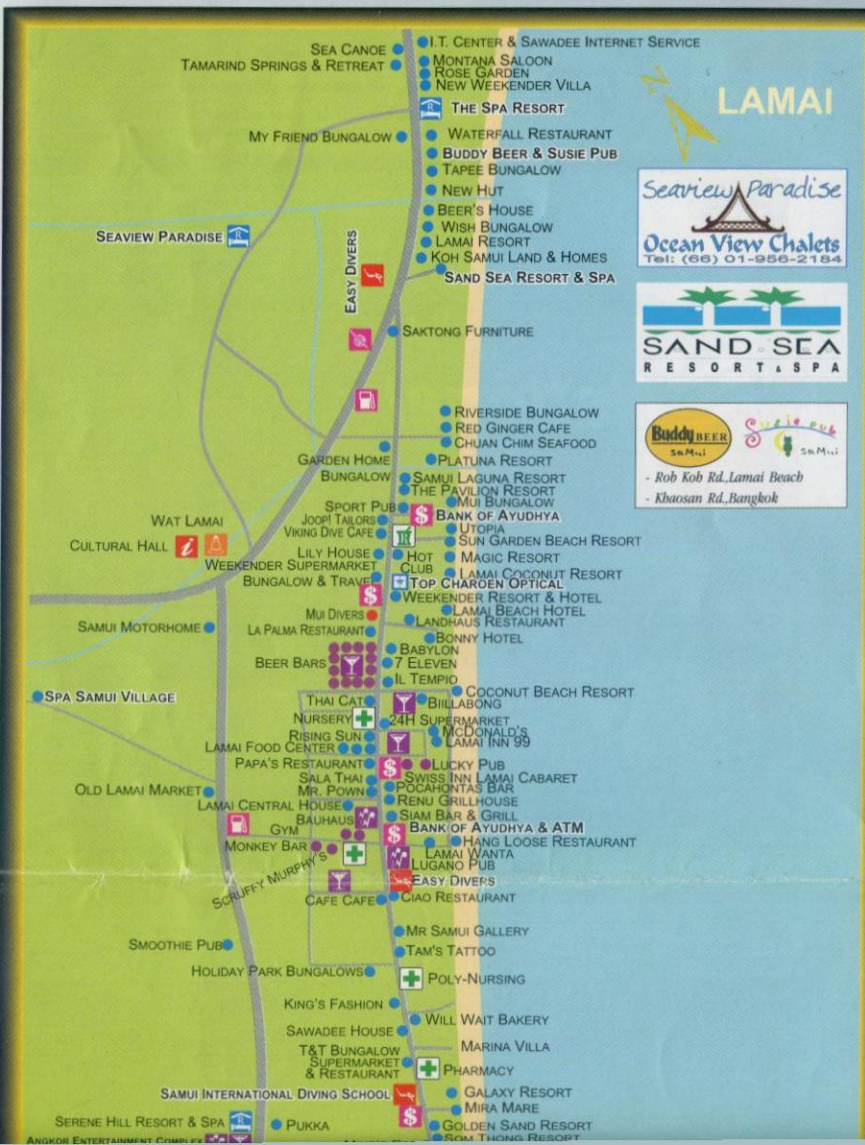 SEA CANOE
I.T. CENTER & SAWADEE INTERNET SERVICE
TAMARIND SPRINGS & RETREAT
MONTANA SALOON
ROSE GARDEN
NEW WEEKENDER VILLA
THE SPA RESORT
N
LAMAI
MY FRIEND BUNGALOW
WATERFALL RESTAURANT
BUDDY BEER & SUSIE PUB
TAPEE BUNGALOW
NEW HUT
BEER'S HOUSE
WISH BUNGALOW
LAMAI RESORT
KOH SAMUI LAND & HOMES
SAND SEA RESORT & SPA
SEAVIEW PARADISE
EASY DIVERS
Seaview Paradise
Ocean View Chalets
Tel: (66) 01-956-2184
SAND SEA
RESORT & SPA
Buddy BEER
SaMui
Susie pub
SaMui
- Rob Koh Rd.,Lamai Beach
- Khaosan Rd.,Bangkok
SAKTONG FURNITURE
RIVERSIDE BUNGALOW
RED GINGER CAFE
CHUAN CHIM SEAFOOD
GARDEN HOME
BUNGALOW
PLATUNA RESORT
SAMUI LAGUNA RESORT
THE PAVILION RESORT
MUI BUNGALOW
SPORT PUB
BANK OF AYUDHYA
JOOP! TAILORS
VIKING DIVE CAFE
UTOPIA
SUN GARDEN BEACH RESORT
WAT LAMAI
CULTURAL HALL
LILY HOUSE
HOT
CLUB
MAGIC RESORT
WEEKENDER SUPERMARKET
BUNGALOW & TRAVEL
LAMAI COCONUT RESORT
TOP CHAROEN OPTICAL
WEEKENDER RESORT & HOTEL
LAMAI BEACH HOTEL
MUI DIVERS
LANDHAUS RESTAURANT
SAMUI MOTORHOME
LA PALMA RESTAURANT
BONNY HOTEL
BABYLON
BEER BARS
7 ELEVEN
IL TEMPIO
SPA SAMUI VILLAGE
COCONUT BEACH RESORT
THAI CAT
BIILLABONG
NURSERY
24H SUPERMARKET
MCDONALD'S
RISING SUN
LAMAI INN 99
LAMAI FOOD CENTER
PAPA'S RESTAURANT
LUCKY PUB
SALA THAI
SWISS INN LAMAI CABARET
OLD LAMAI MARKET
MR. POWN
POCAHONTAS BAR
LAMAI CENTRAL HOUSE
RENU GRILLHOUSE
BAUHAUS
SIAM BAR & GRILL
GYM
BANK OF AYUDHYA & ATM
MONKEY BAR
HANG LOOSE RESTAURANT
LAMAI WANTA
SCRUFFY MURPHY'S
LUGANO PUB
EASY DIVERS
CAFE CAFE
CIAO RESTAURANT
MR SAMUI GALLERY
SMOOTHIE PUB
TAM'S TATTOO
HOLIDAY PARK BUNGALOWS
POLY-NURSING
KING'S FASHION
WILL WAIT BAKERY
SAWADEE HOUSE
T&T BUNGALOW
SUPERMARKET
& RESTAURANT
MARINA VILLA
PHARMACY
SAMUI INTERNATIONAL DIVING SCHOOL
GALAXY RESORT
MIRA MARE
SERENE HILL RESORT & SPA
PUKKA
GOLDEN SAND RESORT
ANGKOR ENTERTAINMENT COMPLEX
SOM THONG RESORT